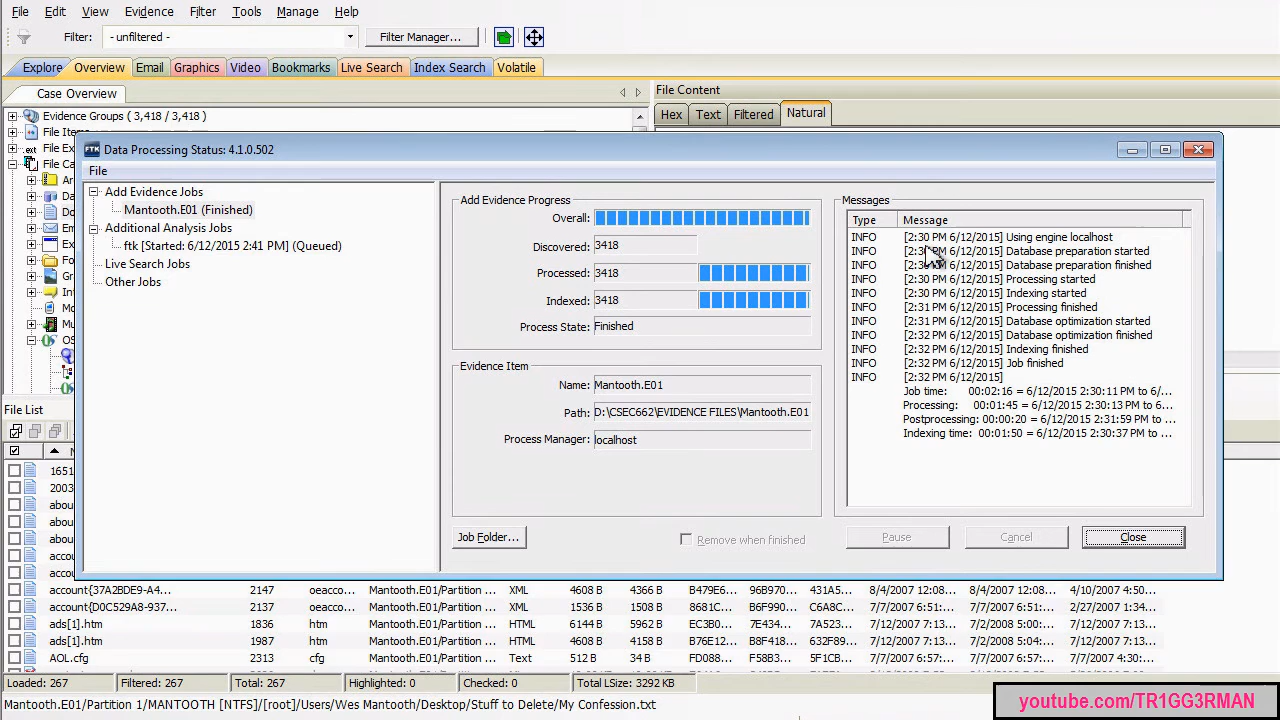 File Edit View Evidence Filter Tools Manage Help
Filter: - unfiltered - Filter Manager...
Explore Overview Email Graphics Video Bookmarks Live Search Index Search Volatile
Case Overview
File Content
Hex Text Filtered Natural
Evidence Groups ( 3,418 / 3,418 )
File Items
File Ex
File Ca
Ar
Da
Do
Em
Ex
Fo
Gr
Int
Mo
Mu
OS
File List
FTK Data Processing Status: 4.1.0.502
File
Add Evidence Jobs
Mantooth.E01 (Finished)
Additional Analysis Jobs
ftk [Started: 6/12/2015 2:41 PM] (Queued)
Live Search Jobs
Other Jobs
Add Evidence Progress
Overall:
Discovered: 3418
Processed: 3418
Indexed: 3418
Process State: Finished
Evidence Item
Name: Mantooth.E01
Path: D:\CSEC662\EVIDENCE FILES\Mantooth.E01
Process Manager: localhost
Job Folder...
Remove when finished
Messages
Type Message
INFO [2:30 PM 6/12/2015] Using engine localhost
INFO [2:30 PM 6/12/2015] Database preparation started
INFO [2:30 PM 6/12/2015] Database preparation finished
INFO [2:30 PM 6/12/2015] Processing started
INFO [2:30 PM 6/12/2015] Indexing started
INFO [2:31 PM 6/12/2015] Processing finished
INFO [2:31 PM 6/12/2015] Database optimization started
INFO [2:32 PM 6/12/2015] Database optimization finished
INFO [2:32 PM 6/12/2015] Indexing finished
INFO [2:32 PM 6/12/2015] Job finished
INFO [2:32 PM 6/12/2015]
Job time: 00:02:16 = 6/12/2015 2:30:11 PM to 6/...
Processing: 00:01:45 = 6/12/2015 2:30:13 PM to 6...
Postprocessing: 00:00:20 = 6/12/2015 2:31:59 PM to ...
Indexing time: 00:01:50 = 6/12/2015 2:30:37 PM to ...
Pause Cancel Close
1651
2003
abou
abou
abou
acco
acco
account{37A2BDE9-A4... 2147 oeacco... Mantooth.E01/Partition ... XML 4608 B 4366 B B479E6... 96B970... 431A5... 8/4/2007 12:08... 8/4/2007 12:08... 4/10/2007 4:50...
account{D0C529A8-937... 2137 oeacco... Mantooth.E01/Partition ... XML 1536 B 1508 B 8681C... B6F990... C6A8C... 7/7/2007 6:51:... 7/7/2007 6:51:... 2/27/2007 1:34...
ads[1].htm 1836 htm Mantooth.E01/Partition ... HTML 6144 B 5962 B EC3B0... 7E434... 7A523... 7/12/2007 7:13... 7/2/2008 5:00:... 7/12/2007 7:13...
ads[1].htm 1987 htm Mantooth.E01/Partition ... HTML 4608 B 4158 B B76E12... B8F418... 632F89... 7/12/2007 7:13... 7/2/2008 5:04:... 7/12/2007 7:13...
AOL.cfg cfg Mantooth.E01/Partition ... Text 512 B 34 B FD088... F58B3... 5F1CB... 7/7/2007 6:57:... 7/7/2007 6:57:... 7/7/2007 6:57:...
Loaded: 267 Filtered: 267 Total: 267 Highlighted: 0 Checked: 0 Total LSize: 3292 KB
Mantooth.E01/Partition 1/MANTOOTH [NTFS]/[root]/Users/Wes Mantooth/Desktop/Stuff to Delete/My Confession.txt
youtube.com/TR1GG3RMAN